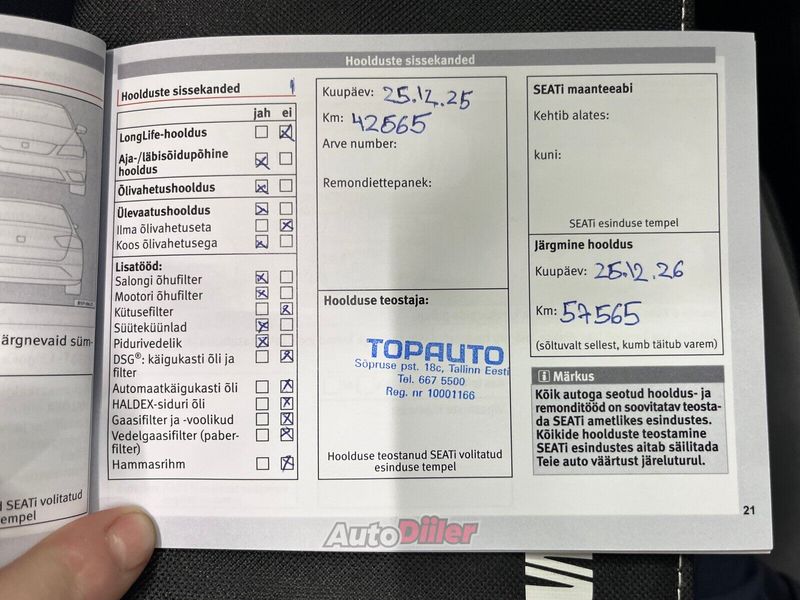 Hoolduste sissekanded
Hoolduste sissekanded
jah ei
LongLife-hooldus
Aja-/läbisõidupõhine
hooldus
Õlivahetushooldus
Ülevaatushooldus
Ilma õlivahetuseta
Koos õlivahetusega
Lisatööd:
Salongi õhufilter
Mootori õhufilter
Kütusefilter
Süüteküünlad
Pidurivedelik
DSG®: käigukasti õli ja
filter
Automaatkäigukasti õli
HALDEX-siduri õli
Gaasifilter ja -voolikud
Vedelgaasifilter (paber-
filter)
Hammasrihm
Kuupäev: 25.12.25
Km: 42565
Arve number:
Remondiettepanek:
Hoolduse teostaja:
TOPAUTO
Sõpruse pst. 18c, Tallinn Eesti
Tel. 667 5500
Reg. nr 10001166
Hoolduse teostanud SEATi volitatud
esinduse tempel
SEATi maanteeabi
Kehtib alates:
kuni:
SEATi esinduse tempel
Järgmine hooldus
Kuupäev: 25.12.26
Km: 57565
(sõltuvalt sellest, kumb täitub varem)
i Märkus
Kõik autoga seotud hooldus- ja
remonditööd on soovitatav teosta-
da SEATi ametlikes esindustes.
Kõikide hoolduste teostamine
SEATi esindustes aitab säilitada
Teie auto väärtust järeluturul.
21
ärgnevaid süm-
d SEATi volitatud
empel
AutoDiiler